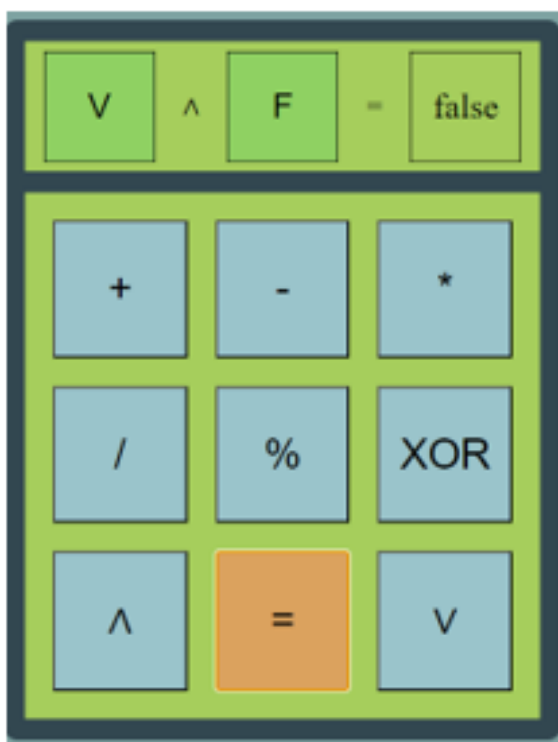 V ∧ F = false
+ - *
/ % XOR
∧ = ∨